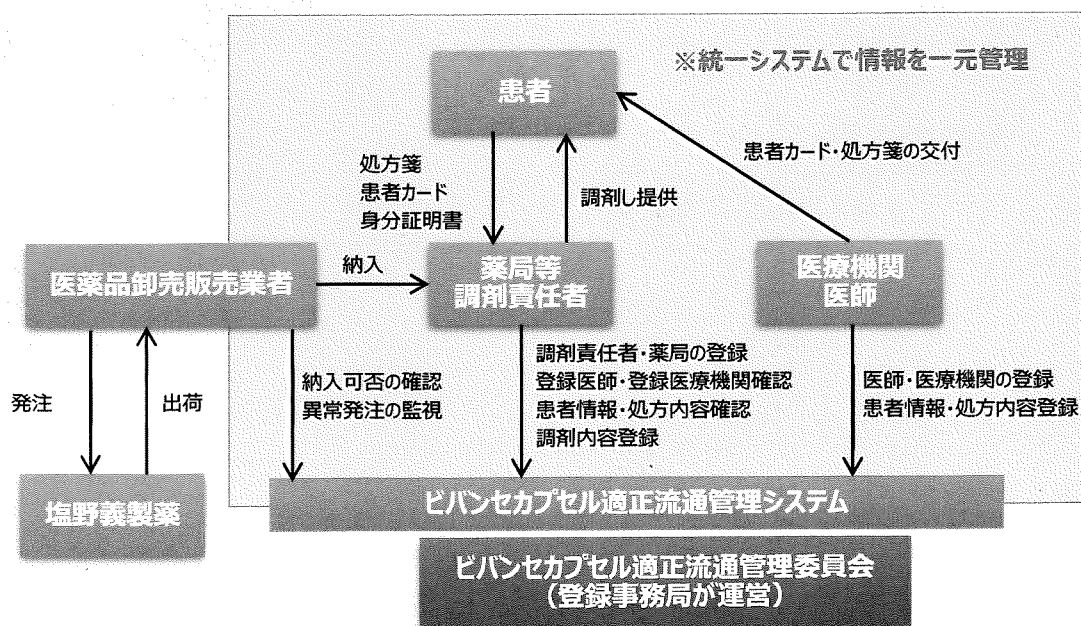 ※統一システムで情報を一元管理
患者
患者カード・処方箋の交付
処方箋
患者カード
身分証明書
調剤し提供
医薬品卸売販売業者
納入
薬局等
調剤責任者
医療機関
医師
発注
出荷
納入可否の確認
異常発注の監視
調剤責任者・薬局の登録
登録医師・登録医療機関確認
患者情報・処方内容確認
調剤内容登録
医師・医療機関の登録
患者情報・処方内容登録
塩野義製薬
ビバンセカプセル適正流通管理システム
ビバンセカプセル適正流通管理委員会
（登録事務局が運営）